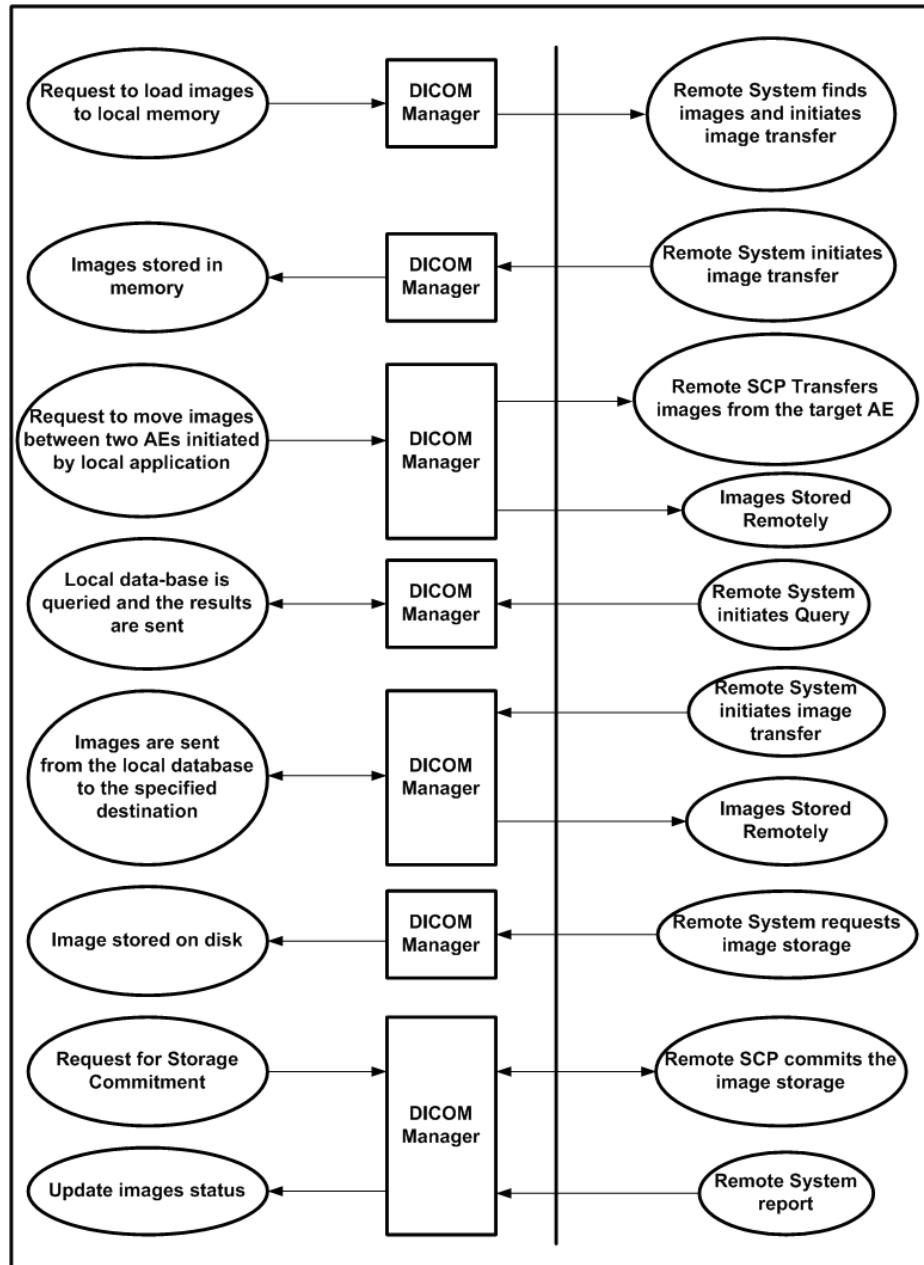 Request to load images
to local memory
DICOM
Manager
Remote System finds
images and initiates
image transfer
Images stored in
memory
DICOM
Manager
Remote System initiates
image transfer
Request to move images
between two AEs initiated
by local application
DICOM
Manager
Remote SCP Transfers
images from the target AE
Images Stored
Remotely
Local data-base is
queried and the results
are sent
DICOM
Manager
Remote System
initiates Query
Images are sent
from the local database
to the specified
destination
DICOM
Manager
Remote System
initiates image
transfer
Images Stored
Remotely
Image stored on disk
DICOM
Manager
Remote System requests
image storage
Request for Storage
Commitment
DICOM
Manager
Remote SCP commits the
image storage
Update images status
Remote System
report